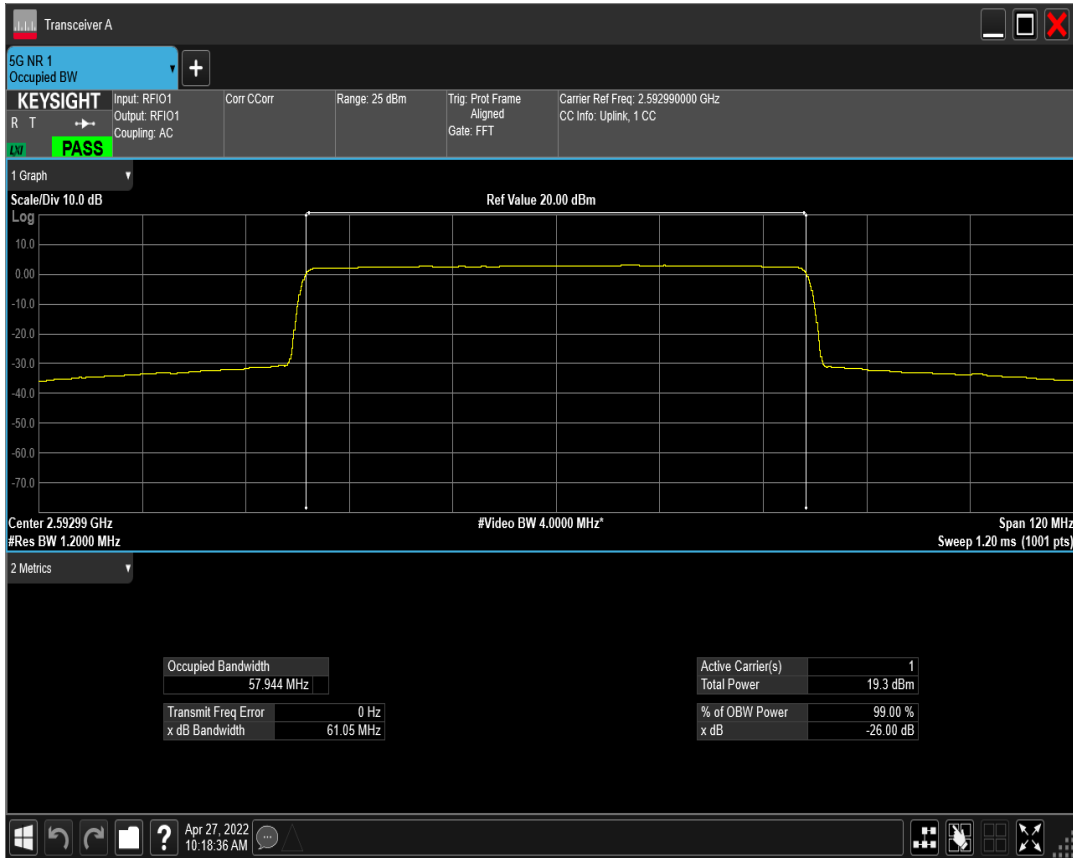 Transceiver A
5G NR 1
Occupied BW
KEYSIGHT
R T
LXI
PASS
Input: RFIO1
Output: RFIO1
Coupling: AC
Corr CCorr
Range: 25 dBm
Trig: Prot Frame
Aligned
Gate: FFT
Carrier Ref Freq: 2.592990000 GHz
CC Info: Uplink, 1 CC
1 Graph
Scale/Div 10.0 dB
Ref Value 20.00 dBm
Log
10.0
0.00
-10.0
-20.0
-30.0
-40.0
-50.0
-60.0
-70.0
Center 2.59299 GHz
#Video BW 4.0000 MHz*
Span 120 MHz
#Res BW 1.2000 MHz
Sweep 1.20 ms (1001 pts)
2 Metrics
Occupied Bandwidth
57.944 MHz
Transmit Freq Error 0 Hz
x dB Bandwidth 61.05 MHz
Active Carrier(s) 1
Total Power 19.3 dBm
% of OBW Power 99.00 %
x dB -26.00 dB
Apr 27, 2022
10:18:36 AM